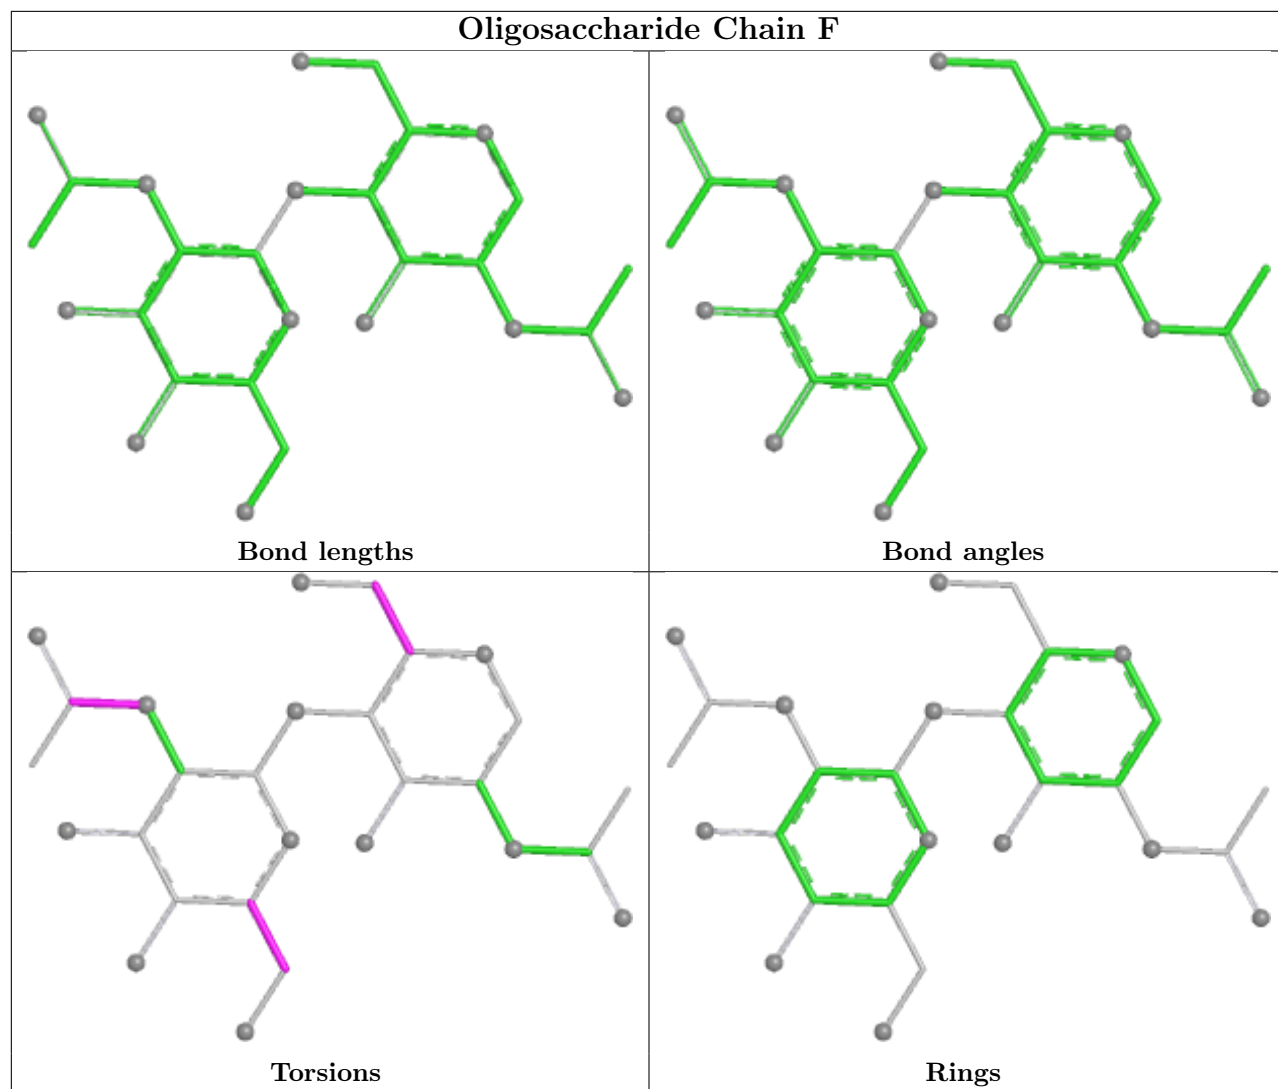 Oligosaccharide Chain F
Bond lengths
Bond angles
Torsions
Rings